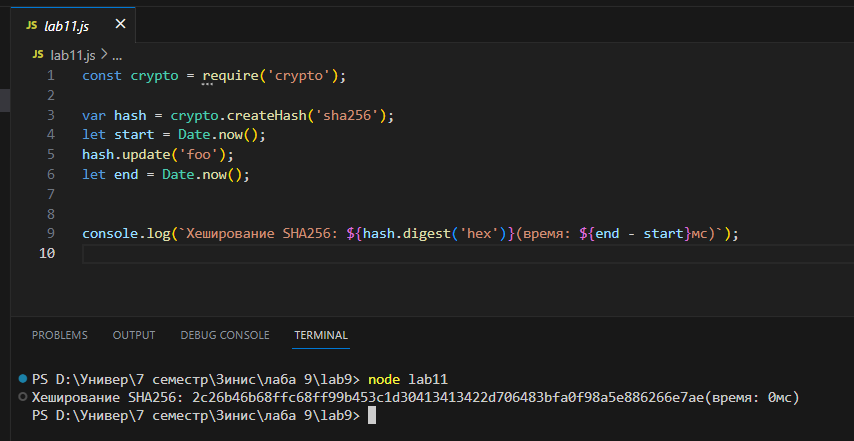 JS lab11.js ×
JS lab11.js > ...
1 const crypto = require('crypto');
2
3 var hash = crypto.createHash('sha256');
4 let start = Date.now();
5 hash.update('foo');
6 let end = Date.now();
7
8
9 console.log(`Хеширование SHA256: ${hash.digest('hex')}(время: ${end - start}мс)`);
10
PROBLEMS OUTPUT DEBUG CONSOLE TERMINAL
PS D:\Универ\7 семестр\Зинис\лаба 9\lab9> node lab11
Хеширование SHA256: 2c26b46b68ffc68ff99b453c1d30413413422d706483bfa0f98a5e886266e7ae(время: 0мс)
PS D:\Универ\7 семестр\Зинис\лаба 9\lab9>